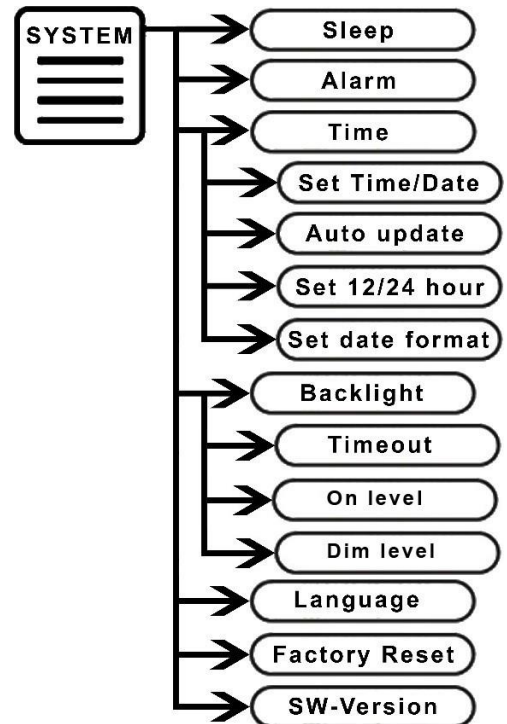 SYSTEM
Sleep
Alarm
Time
Set Time/Date
Auto update
Set 12/24 hour
Set date format
Backlight
Timeout
On level
Dim level
Language
Factory Reset
SW-Version